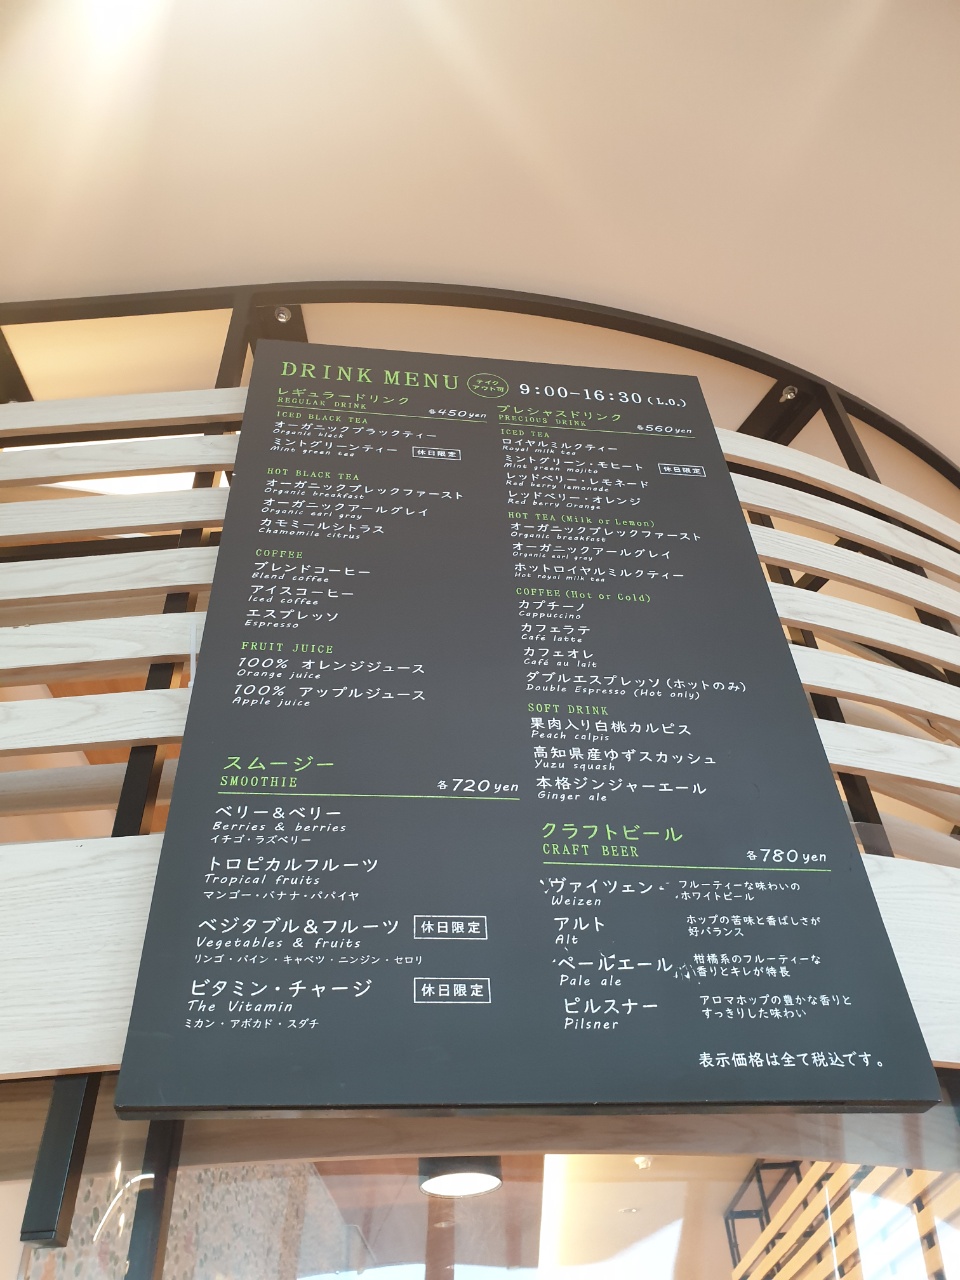 DRINK MENU テイクアウト可 9:00-16:30 (L.O.)
レギュラードリンク
REGULAR DRINK 各450yen
ICED BLACK TEA
オーガニックブラックティー
Organic black
ミントグリーンティー 休日限定
Mint green tea
HOT BLACK TEA
オーガニックブレックファースト
Organic breakfast
オーガニックアールグレイ
Organic earl gray
カモミールシトラス
Chamomile citrus
COFFEE
ブレンドコーヒー
Blend coffee
アイスコーヒー
Iced coffee
エスプレッソ
Espresso
FRUIT JUICE
100% オレンジジュース
Orange juice
100% アップルジュース
Apple juice
スムージー
SMOOTHIE 各720yen
ベリー&ベリー
Berries & berries
イチゴ・ラズベリー
トロピカルフルーツ
Tropical fruits
マンゴー・バナナ・パパイヤ
ベジタブル&フルーツ 休日限定
Vegetables & fruits
リンゴ・パイン・キャベツ・ニンジン・セロリ
ビタミン・チャージ 休日限定
The Vitamin
ミカン・アボカド・スダチ
プレシャスドリンク
PRECIOUS DRINK 各560yen
ICED TEA
ロイヤルミルクティー
Royal milk tea
ミントグリーン・モヒート 休日限定
Mint green mojito
レッドベリー・レモネード
Red berry lemonade
レッドベリー・オレンジ
Red berry Orange
HOT TEA (Milk or Lemon)
オーガニックブレックファースト
Organic breakfast
オーガニックアールグレイ
Organic earl gray
ホットロイヤルミルクティー
Hot royal milk tea
COFFEE (Hot or Cold)
カプチーノ
Cappuccino
カフェラテ
Café latte
カフェオレ
Café au lait
ダブルエスプレッソ (ホットのみ)
Double Espresso (Hot only)
SOFT DRINK
果肉入り白桃カルピス
Peach calpis
高知県産ゆずスカッシュ
Yuzu squash
本格ジンジャーエール
Ginger ale
クラフトビール
CRAFT BEER 各780yen
ヴァイツェン フルーティーな味わいの
Weizen ホワイトビール
アルト ホップの苦味と香ばしさが
Alt 好バランス
ペールエール 柑橘系のフルーティーな
Pale ale 香りとキレが特長
ピルスナー アロマホップの豊かな香りと
Pilsner すっきりした味わい
表示価格は全て税込です。